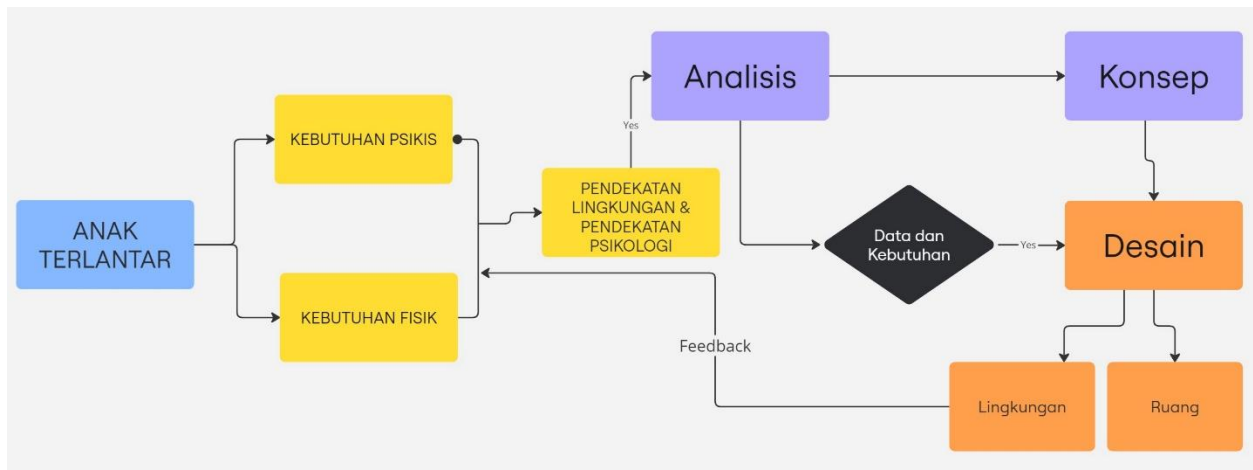 ANAK
TERLANTAR
KEBUTUHAN PSIKIS
KEBUTUHAN FISIK
PENDEKATAN
LINGKUNGAN &
PENDEKATAN
PSIKOLOGI
Yes
Analisis
Konsep
Data dan
Kebutuhan
Yes
Desain
Feedback
Lingkungan
Ruang